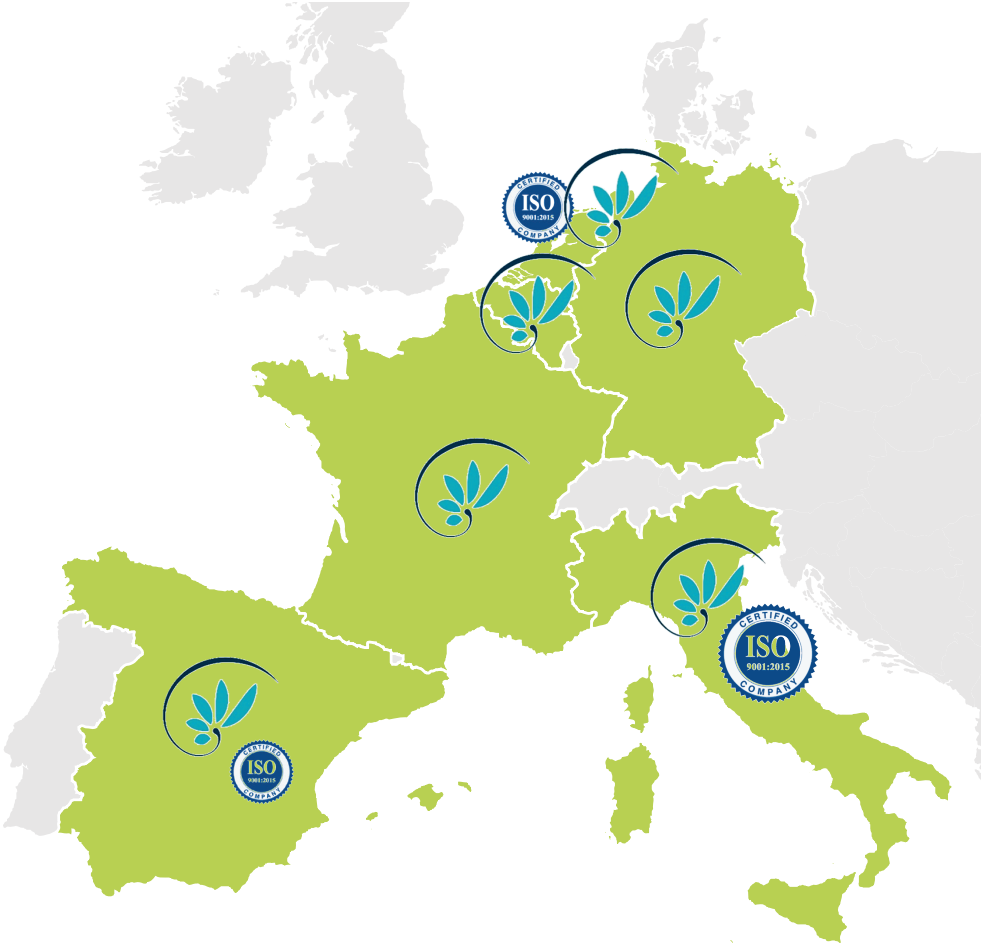 CERTIFIED
ISO
9001:2015
COMPANY
CERTIFIED
ISO
9001:2015
COMPANY
CERTIFIED
ISO
9001:2015
COMPANY